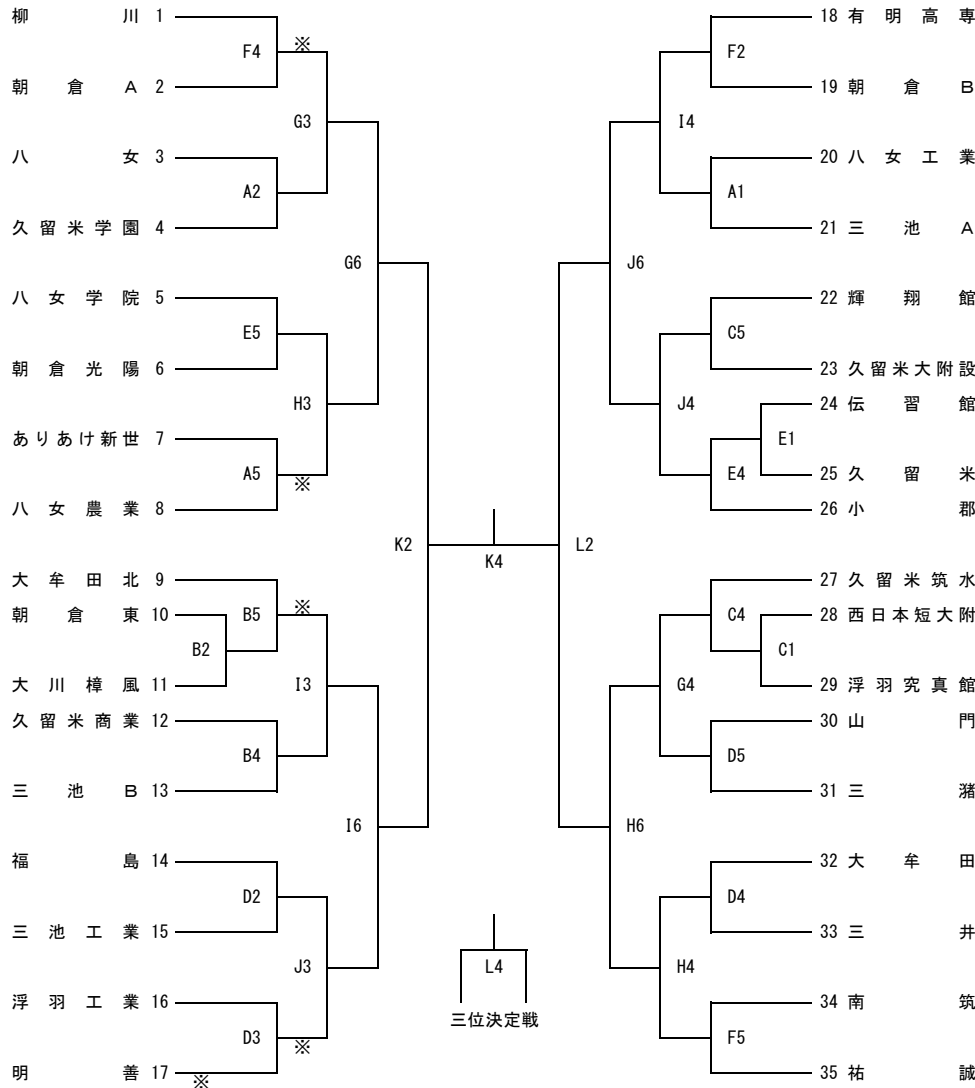 柳川 1
F4
※
朝倉A 2
G3
八女 3
A2
久留米学園 4
G6
八女学院 5
E5
朝倉光陽 6
H3
ありあけ新世 7
A5
※
八女農業 8
K2
大牟田北 9
※
朝倉東 10
B5
B2
大川樟風 11
I3
久留米商業 12
B4
三池B 13
I6
福島 14
D2
三池工業 15
J3
浮羽工業 16
D3
※
明善 17
※
K4
L4
三位決定戦
18 有明高専
F2
19 朝倉B
I4
20 八女工業
A1
21 三池A
J6
22 輝翔館
C5
23 久留米大附設
J4
24 伝習館
E1
E4
25 久留米
26 小郡
L2
27 久留米筑水
C4
28 西日本短大附
C1
29 浮羽究真館
G4
30 山門
D5
31 三潴
H6
32 大牟田
D4
33 三井
H4
34 南筑
F5
35 祐誠